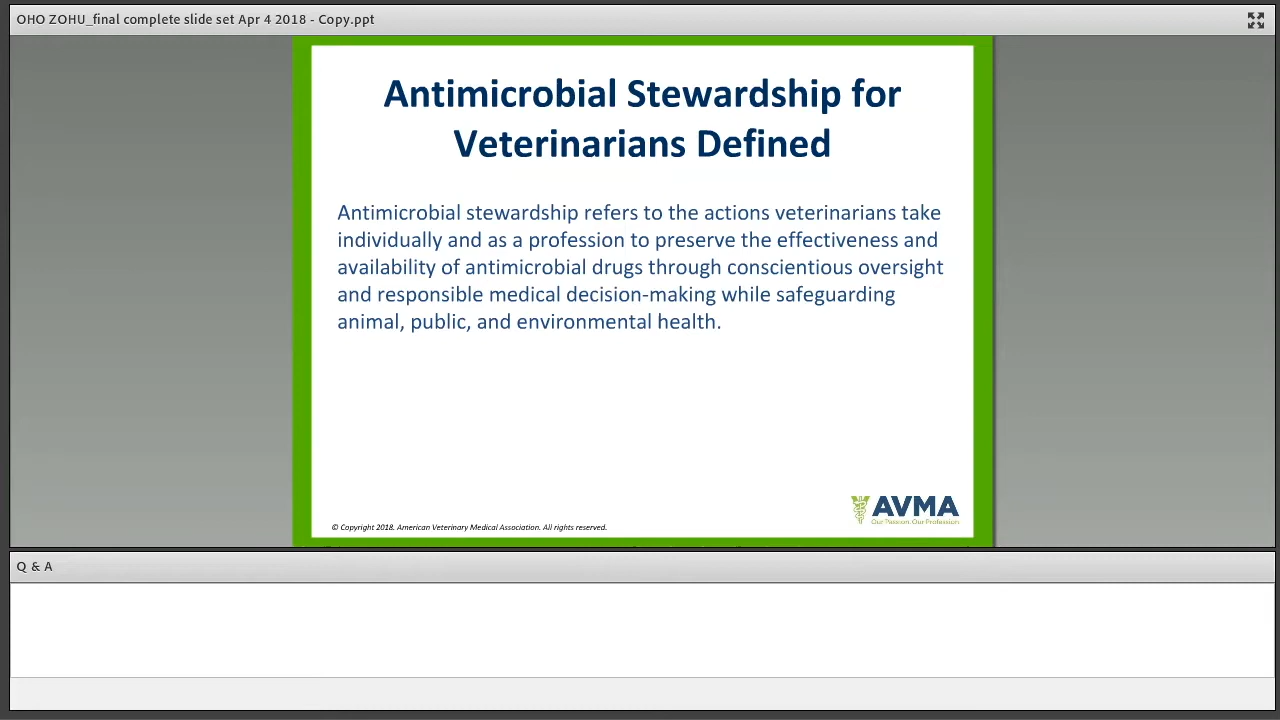 OHO ZOHU_final complete slide set Apr 4 2018 - Copy.ppt
Antimicrobial Stewardship for
Veterinarians Defined
Antimicrobial stewardship refers to the actions veterinarians take
individually and as a profession to preserve the effectiveness and
availability of antimicrobial drugs through conscientious oversight
and responsible medical decision-making while safeguarding
animal, public, and environmental health.
AVMA
Our Passion. Our Profession.
© Copyright 2018. American Veterinary Medical Association. All rights reserved.
Q & A